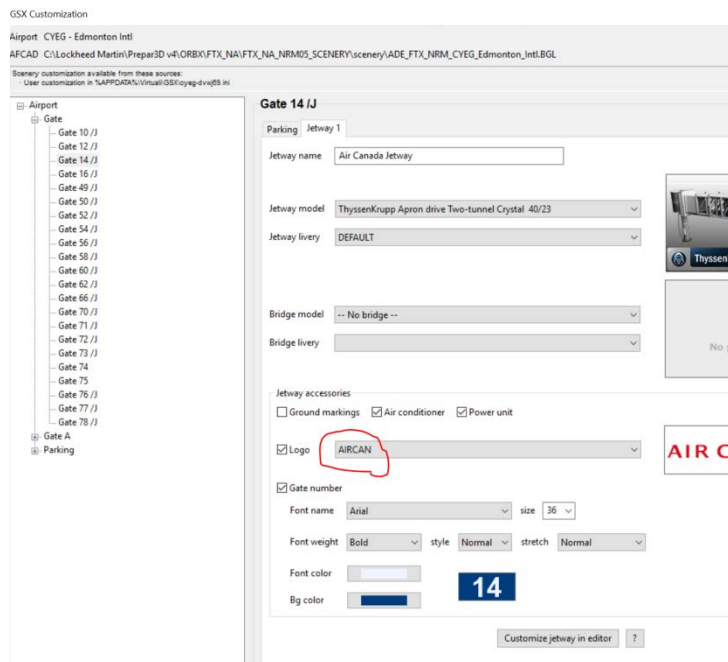 GSX Customization
Airport CYEG - Edmonton Intl
AFCAD C:\Lockheed Martin\Prepar3D v4\ORBX\FTX_NA\FTX_NA_NRM05_SCENERY\scenery\ADE_FTX_NRM_CYEG_Edmonton_Intl.BGL
Scenery customization available from these sources:
- User customization in %APPDATA%\Virtuali\GSX\cyeg-dvwj69.ini
Airport
Gate
Gate 10 /J
Gate 12 /J
Gate 14 /J
Gate 16 /J
Gate 49 /J
Gate 50 /J
Gate 52 /J
Gate 54 /J
Gate 56 /J
Gate 58 /J
Gate 60 /J
Gate 62 /J
Gate 66 /J
Gate 70 /J
Gate 71 /J
Gate 72 /J
Gate 73 /J
Gate 74
Gate 75
Gate 76 /J
Gate 77 /J
Gate 78 /J
Gate A
Parking
Gate 14 /J
Parking Jetway 1
Jetway name Air Canada Jetway
Jetway model ThyssenKrupp Apron drive Two-tunnel Crystal 40/23
Jetway livery DEFAULT
Thyssen
Bridge model -- No bridge --
Bridge livery
No
Jetway accessories
Ground markings Air conditioner Power unit
Logo AIRCAN
AIR C
Gate number
Font name Arial size 36
Font weight Bold style Normal stretch Normal
Font color
Bg color
14
Customize jetway in editor ?